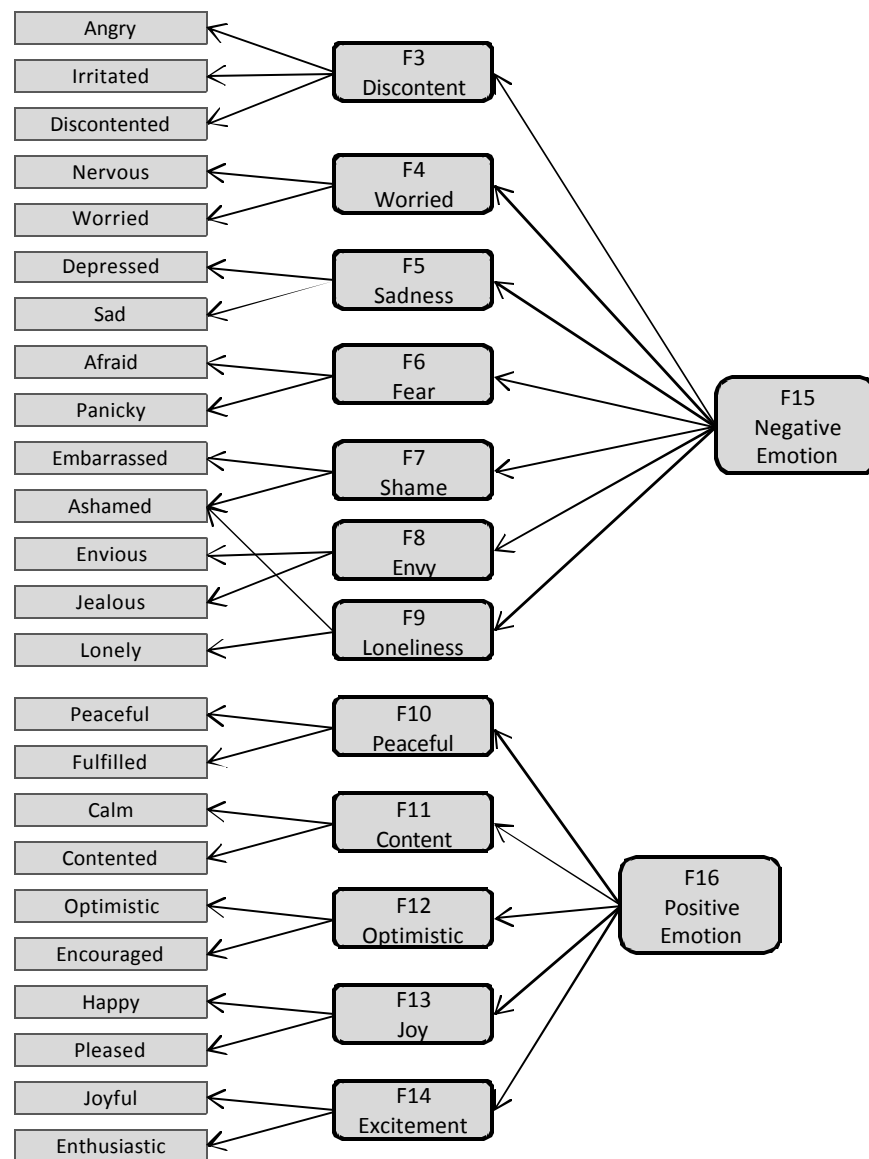 Angry
Irritated
Discontented
Nervous
Worried
Depressed
Sad
Afraid
Panicky
Embarrassed
Ashamed
Envious
Jealous
Lonely
Peaceful
Fulfilled
Calm
Contented
Optimistic
Encouraged
Happy
Pleased
Joyful
Enthusiastic
F3
Discontent
F4
Worried
F5
Sadness
F6
Fear
F7
Shame
F8
Envy
F9
Loneliness
F10
Peaceful
F11
Content
F12
Optimistic
F13
Joy
F14
Excitement
F15
Negative
Emotion
F16
Positive
Emotion